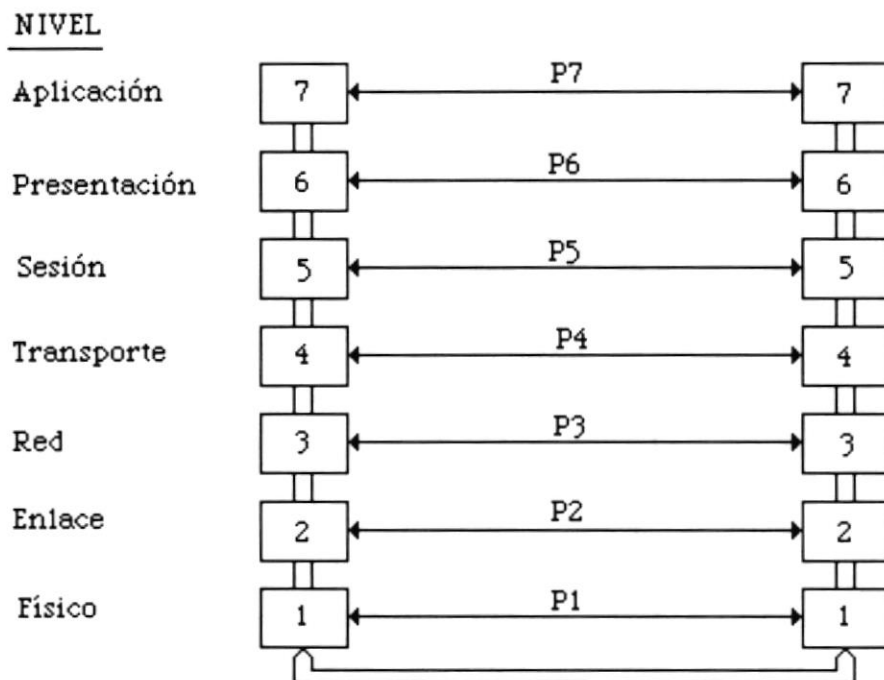 NIVEL
Aplicación 7 P7 7
Presentación 6 P6 6
Sesión 5 P5 5
Transporte 4 P4 4
Red 3 P3 3
Enlace 2 P2 2
Físico 1 P1 1